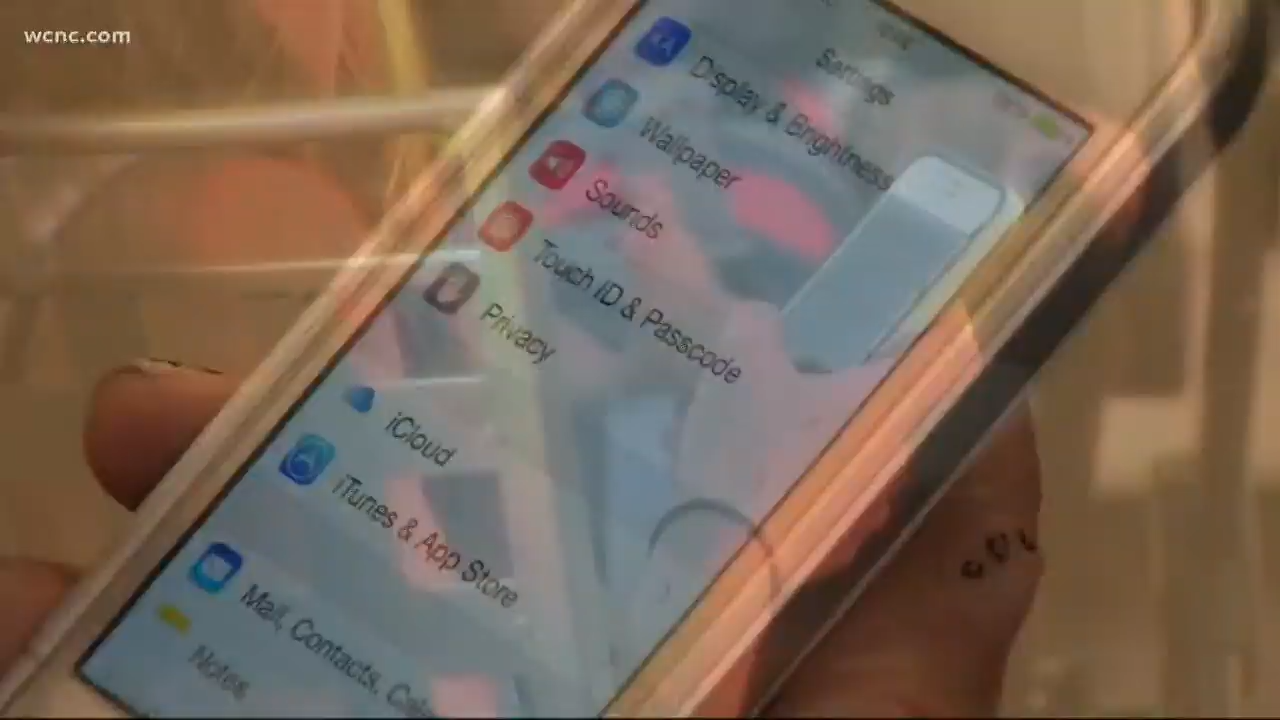 wcnc.com
Settings
Display & Brightness
Wallpaper
Sounds
Touch ID & Passcode
Privacy
iCloud
iTunes & App Store
Mail, Contacts,
Notes